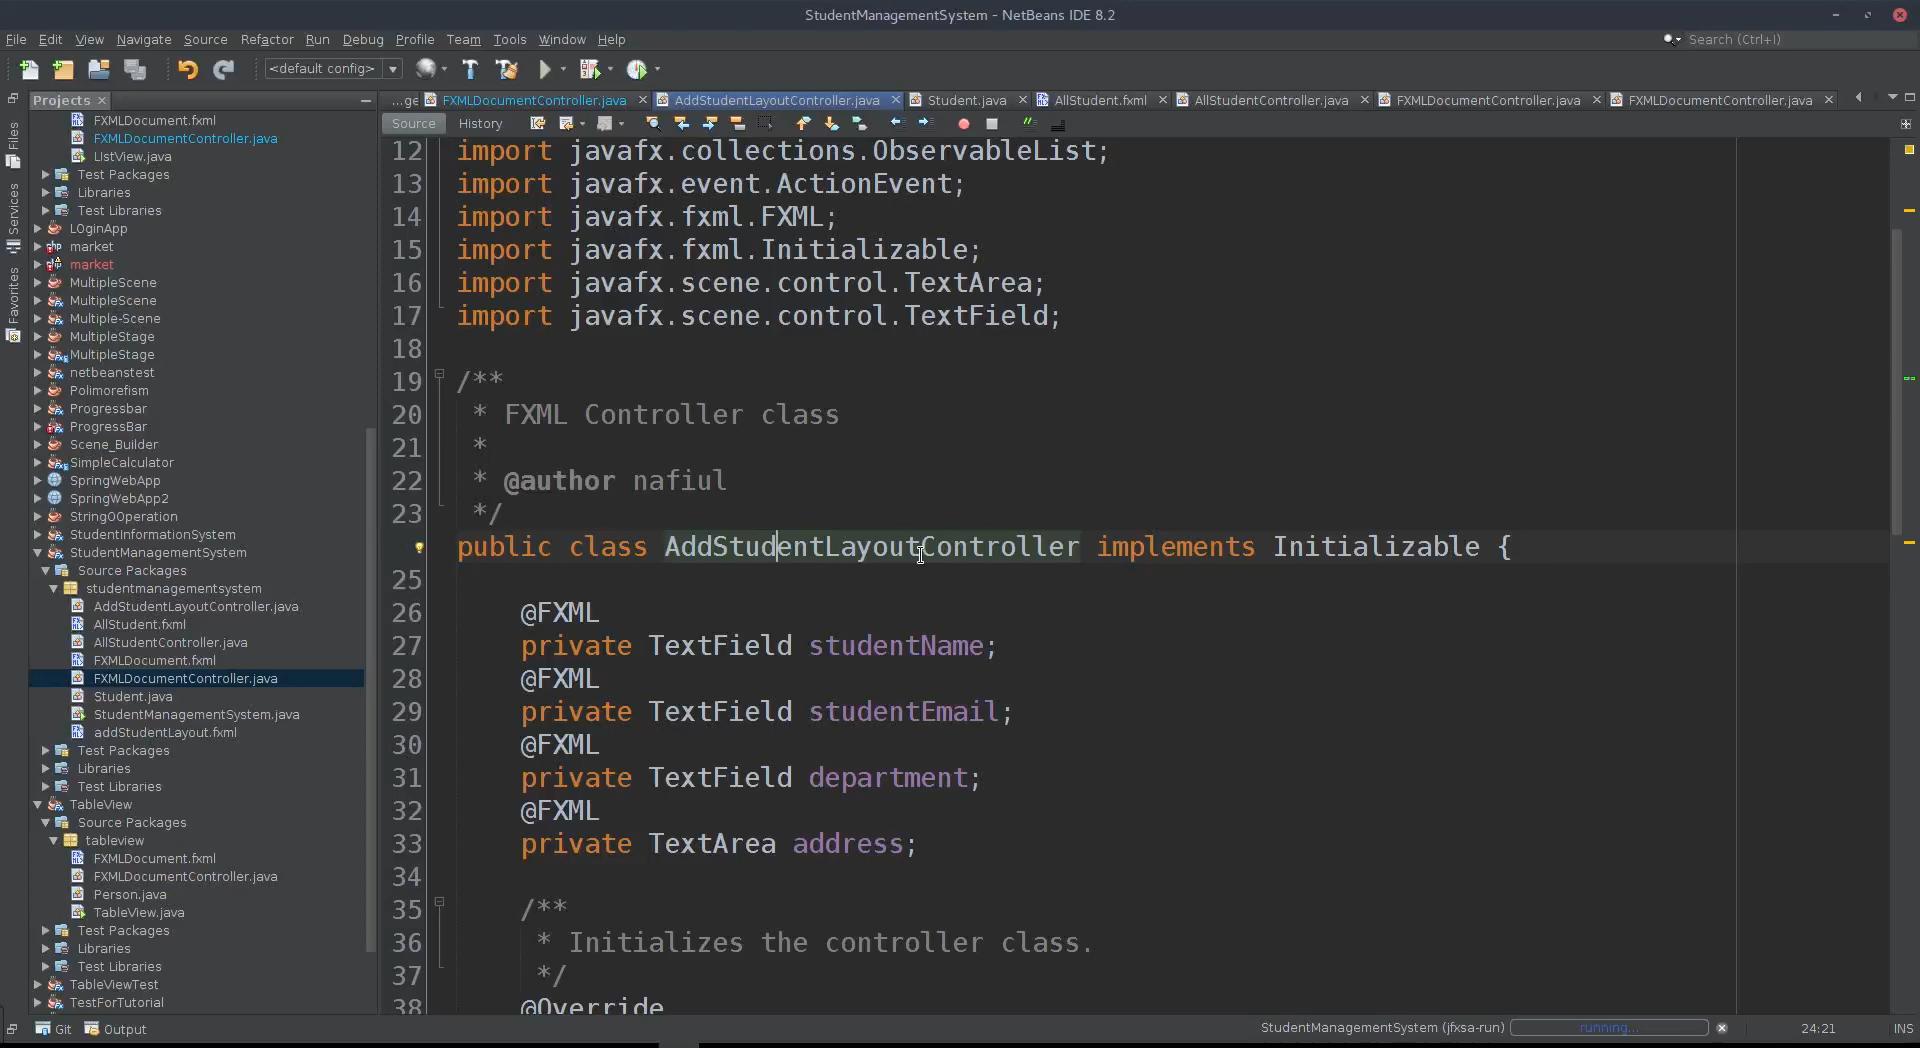 StudentManagementSystem - NetBeans IDE 8.2
File Edit View Navigate Source Refactor Run Debug Profile Team Tools Window Help
Search (Ctrl+I)
<default config>
Projects
...ge FXMLDocumentController.java AddStudentLayoutController.java Student.java AllStudent.fxml AllStudentController.java FXMLDocumentController.java FXMLDocumentController.java
Source History
Files
Services
Favorites
FXMLDocument.fxml
FXMLDocumentController.java
ListView.java
Test Packages
Libraries
Test Libraries
LOginApp
market
market
MultipleScene
MultipleScene
Multiple-Scene
MultipleStage
MultipleStage
netbeanstest
Polimorefism
Progressbar
ProgressBar
Scene_Builder
SimpleCalculator
SpringWebApp
SpringWebApp2
StringOOperation
StudentInformationSystem
StudentManagementSystem
Source Packages
studentmanagementsystem
AddStudentLayoutController.java
AllStudent.fxml
AllStudentController.java
FXMLDocument.fxml
FXMLDocumentController.java
Student.java
StudentManagementSystem.java
addStudentLayout.fxml
Test Packages
Libraries
Test Libraries
TableView
Source Packages
tableview
FXMLDocument.fxml
FXMLDocumentController.java
Person.java
TableView.java
Test Packages
Libraries
Test Libraries
TableViewTest
TestForTutorial
12 import javafx.collections.ObservableList;
13 import javafx.event.ActionEvent;
14 import javafx.fxml.FXML;
15 import javafx.fxml.Initializable;
16 import javafx.scene.control.TextArea;
17 import javafx.scene.control.TextField;
18
19 /**
20 * FXML Controller class
21 *
22 * @author nafiul
23 */
public class AddStudentLayoutController implements Initializable {
25
26 @FXML
27 private TextField studentName;
28 @FXML
29 private TextField studentEmail;
30 @FXML
31 private TextField department;
32 @FXML
33 private TextArea address;
34
35 /**
36 * Initializes the controller class.
37 */
38 @Override
Git Output
StudentManagementSystem (jfxsa-run) running... 24:21 INS